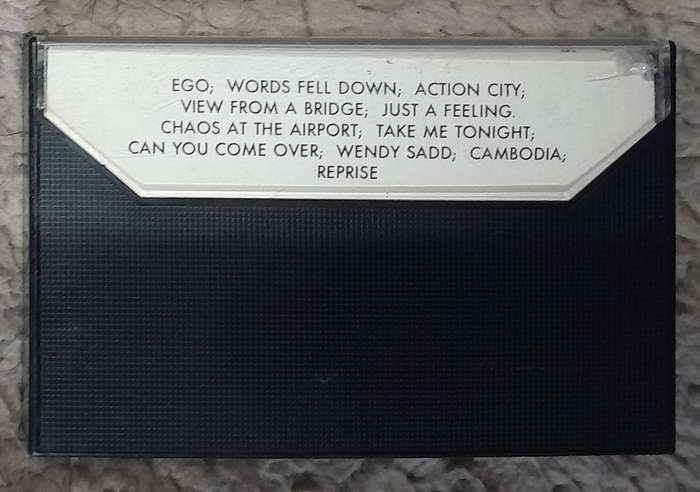 EGO; WORDS FELL DOWN; ACTION CITY;
VIEW FROM A BRIDGE; JUST A FEELING.
CHAOS AT THE AIRPORT; TAKE ME TONIGHT;
CAN YOU COME OVER; WENDY SADD; CAMBODIA;
REPRISE